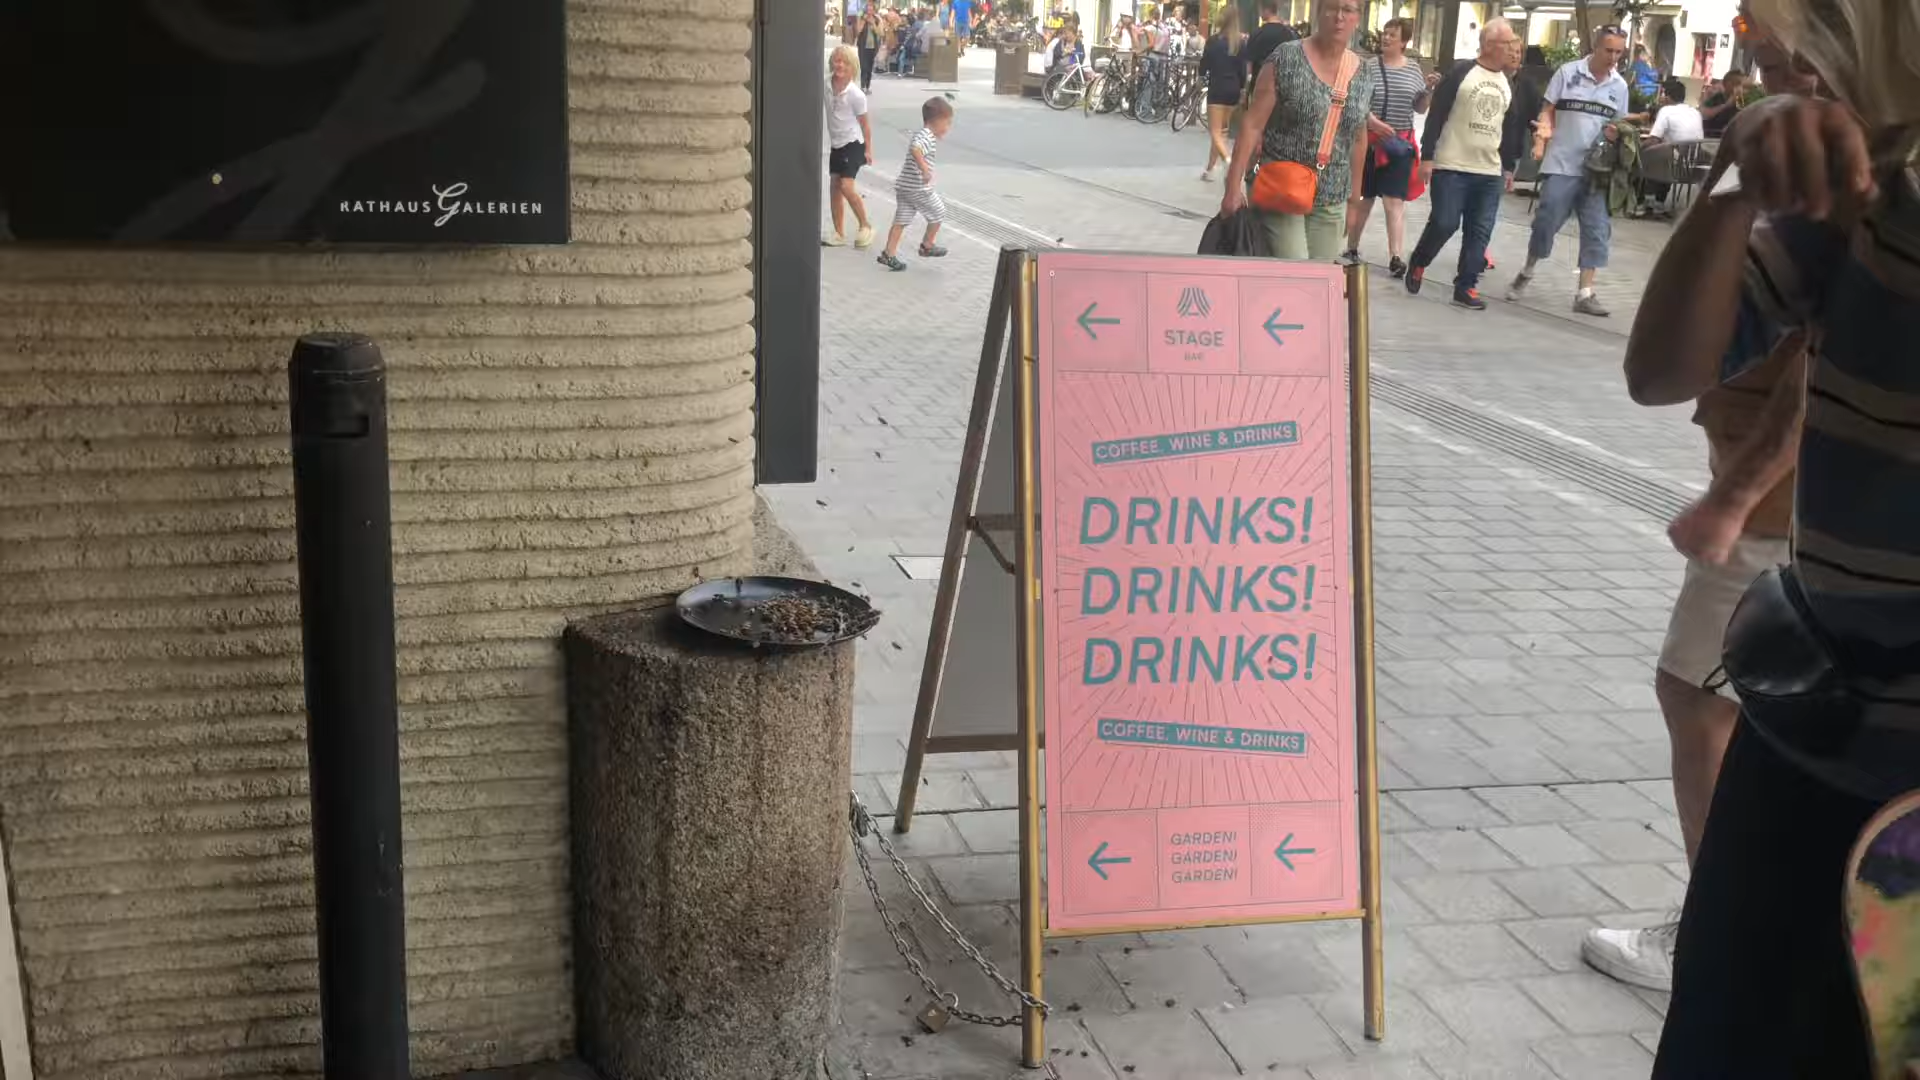 RATHAUS GALERIEN
STAGE
BAR
COFFEE, WINE & DRINKS
DRINKS!
DRINKS!
DRINKS!
COFFEE, WINE & DRINKS
GARDEN!
GARDEN!
GARDEN!